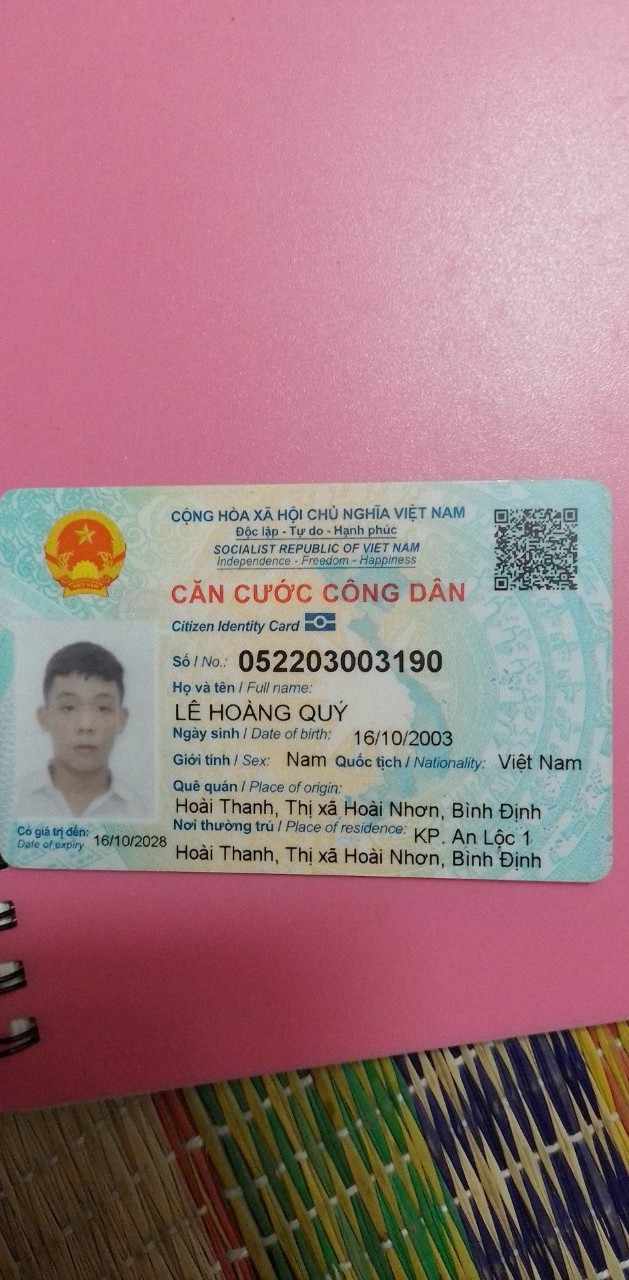 CỘNG HÒA XÃ HỘI CHỦ NGHĨA VIỆT NAM
Độc lập - Tự do - Hạnh phúc
SOCIALIST REPUBLIC OF VIET NAM
Independence - Freedom - Happiness
CĂN CƯỚC CÔNG DÂN
Citizen Identity Card
Số / No.: 052203003190
Họ và tên / Full name:
LÊ HOÀNG QUÝ
Ngày sinh / Date of birth: 16/10/2003
Giới tính / Sex: Nam Quốc tịch / Nationality: Việt Nam
Quê quán / Place of origin:
Hoài Thanh, Thị xã Hoài Nhơn, Bình Định
Nơi thường trú / Place of residence: KP. An Lộc 1
Hoài Thanh, Thị xã Hoài Nhơn, Bình Định
Có giá trị đến: 16/10/2028
Date of expiry